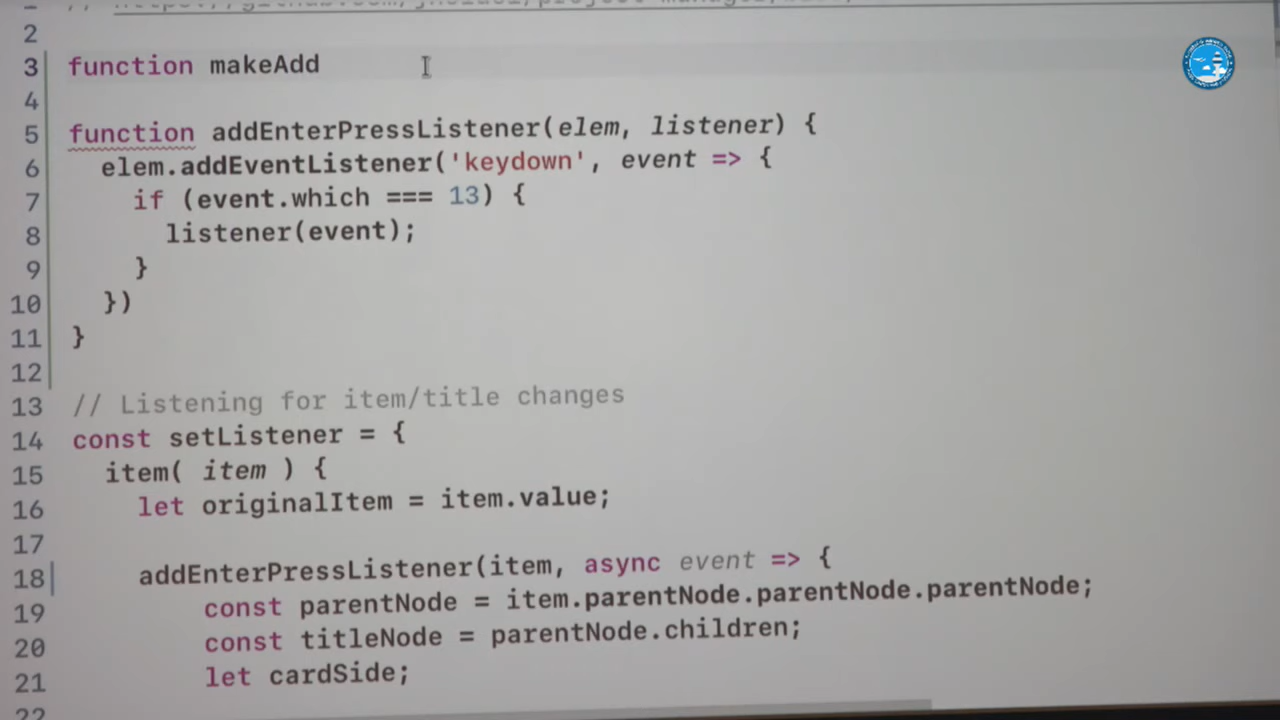 2
3 function makeAdd
4
5 function addEnterPressListener(elem, listener) {
6 elem.addEventListener('keydown', event => {
7 if (event.which === 13) {
8 listener(event);
9 }
10 })
11 }
12
13 // Listening for item/title changes
14 const setListener = {
15 item( item ) {
16 let originalItem = item.value;
17
18 addEnterPressListener(item, async event => {
19 const parentNode = item.parentNode.parentNode.parentNode;
20 const titleNode = parentNode.children;
21 let cardSide;
22